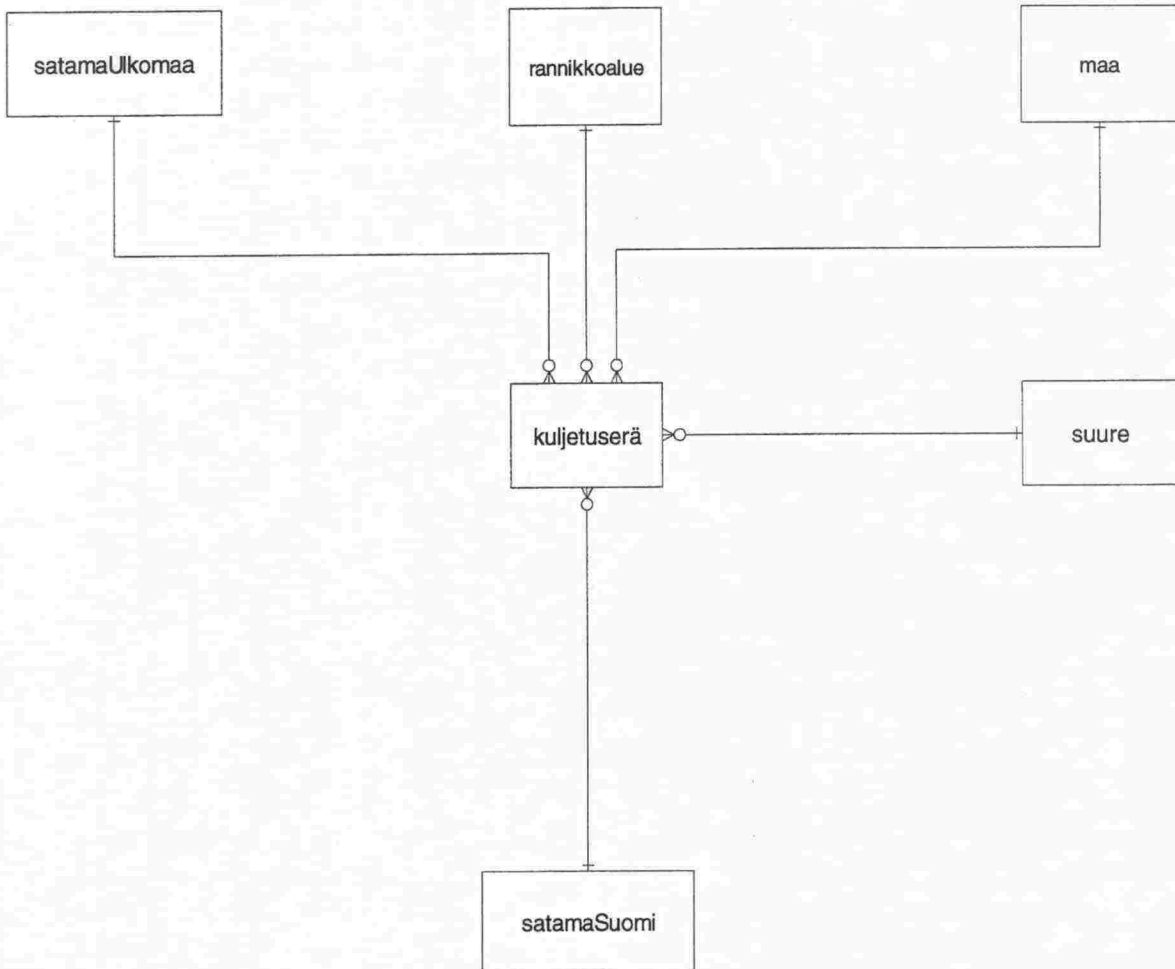 satamaUlkomaa
rannikkoalue
maa
kuljetuserä
suure
satamaSuomi